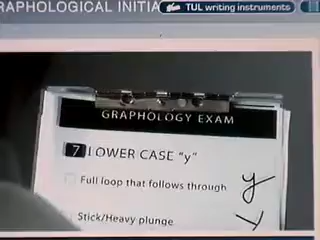 RAPHOLOGICAL INITIA
TUL writing instruments
GRAPHOLOGY EXAM
7 LOWER CASE "y"
Full loop that follows through y
Stick/Heavy plunge